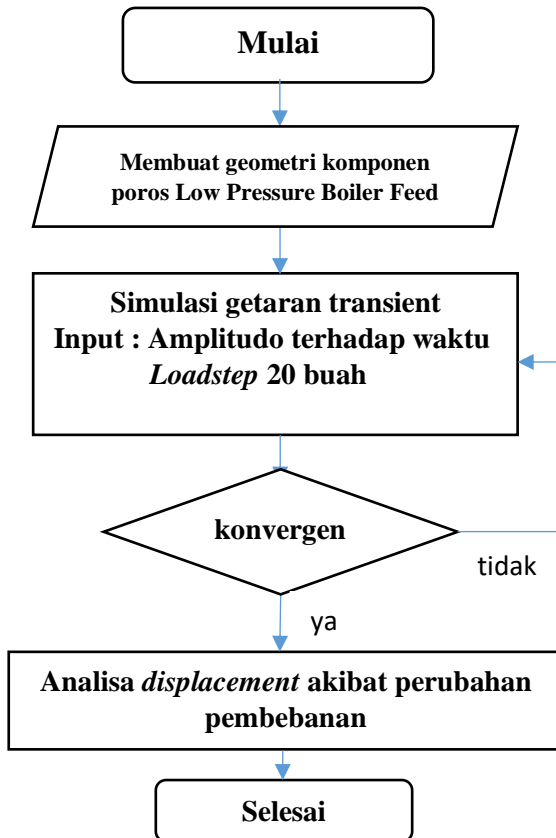 Mulai
Membuat geometri komponen
poros Low Pressure Boiler Feed
Simulasi getaran transient
Input : Amplitudo terhadap waktu
Loadstep 20 buah
konvergen
tidak
ya
Analisa displacement akibat perubahan
pembebanan
Selesai